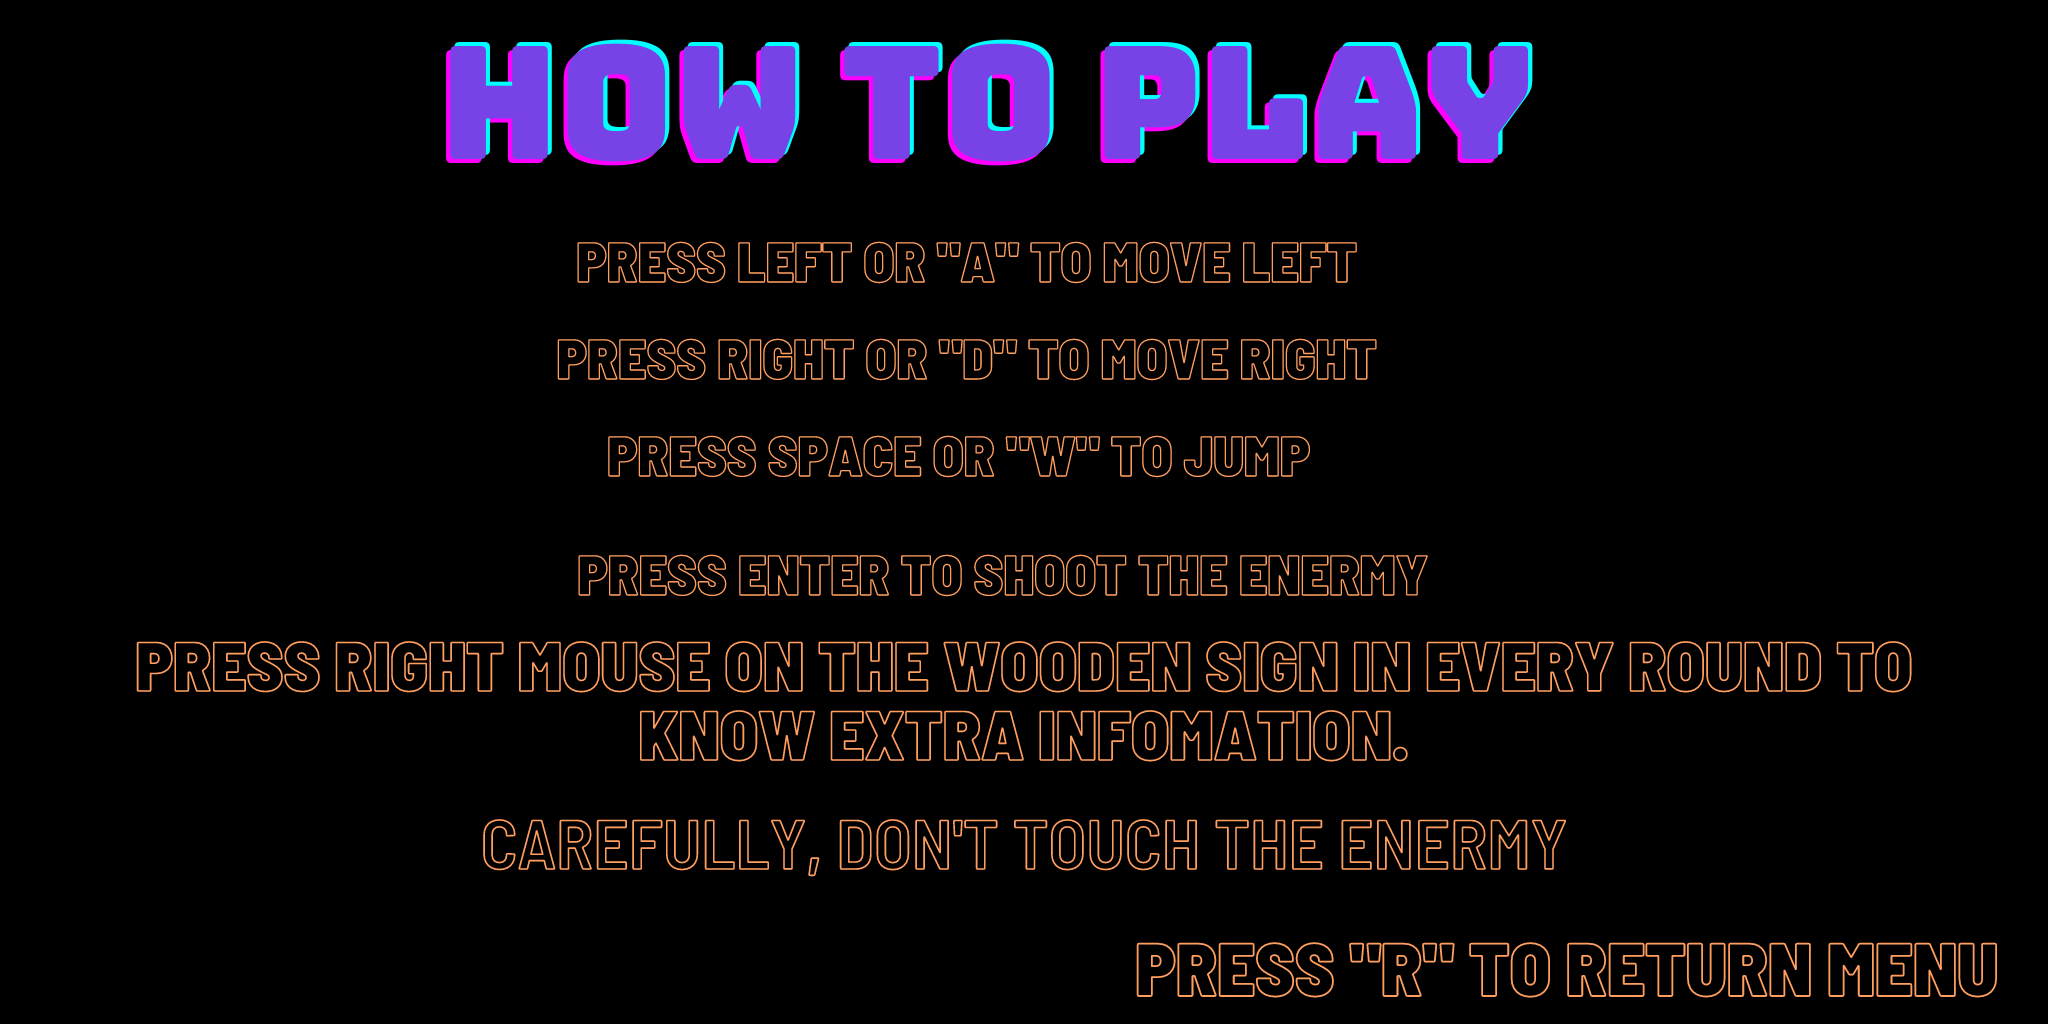 HOW TO PLAY
PRESS LEFT OR "A" TO MOVE LEFT
PRESS RIGHT OR "D" TO MOVE RIGHT
PRESS SPACE OR "W" TO JUMP
PRESS ENTER TO SHOOT THE ENERMY
PRESS RIGHT MOUSE ON THE WOODEN SIGN IN EVERY ROUND TO
KNOW EXTRA INFOMATION.
CAREFULLY, DON'T TOUCH THE ENERMY
PRESS "R" TO RETURN MENU